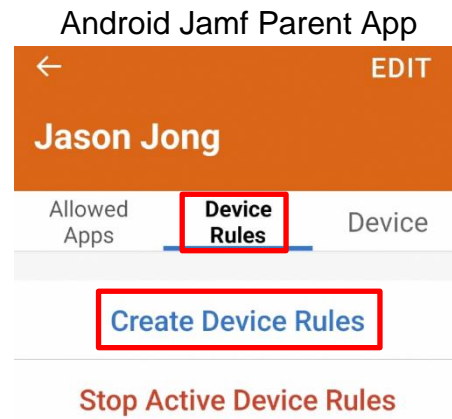 Android Jamf Parent App
← EDIT
Jason Jong
Allowed Apps
Device Rules
Device
Create Device Rules
Stop Active Device Rules